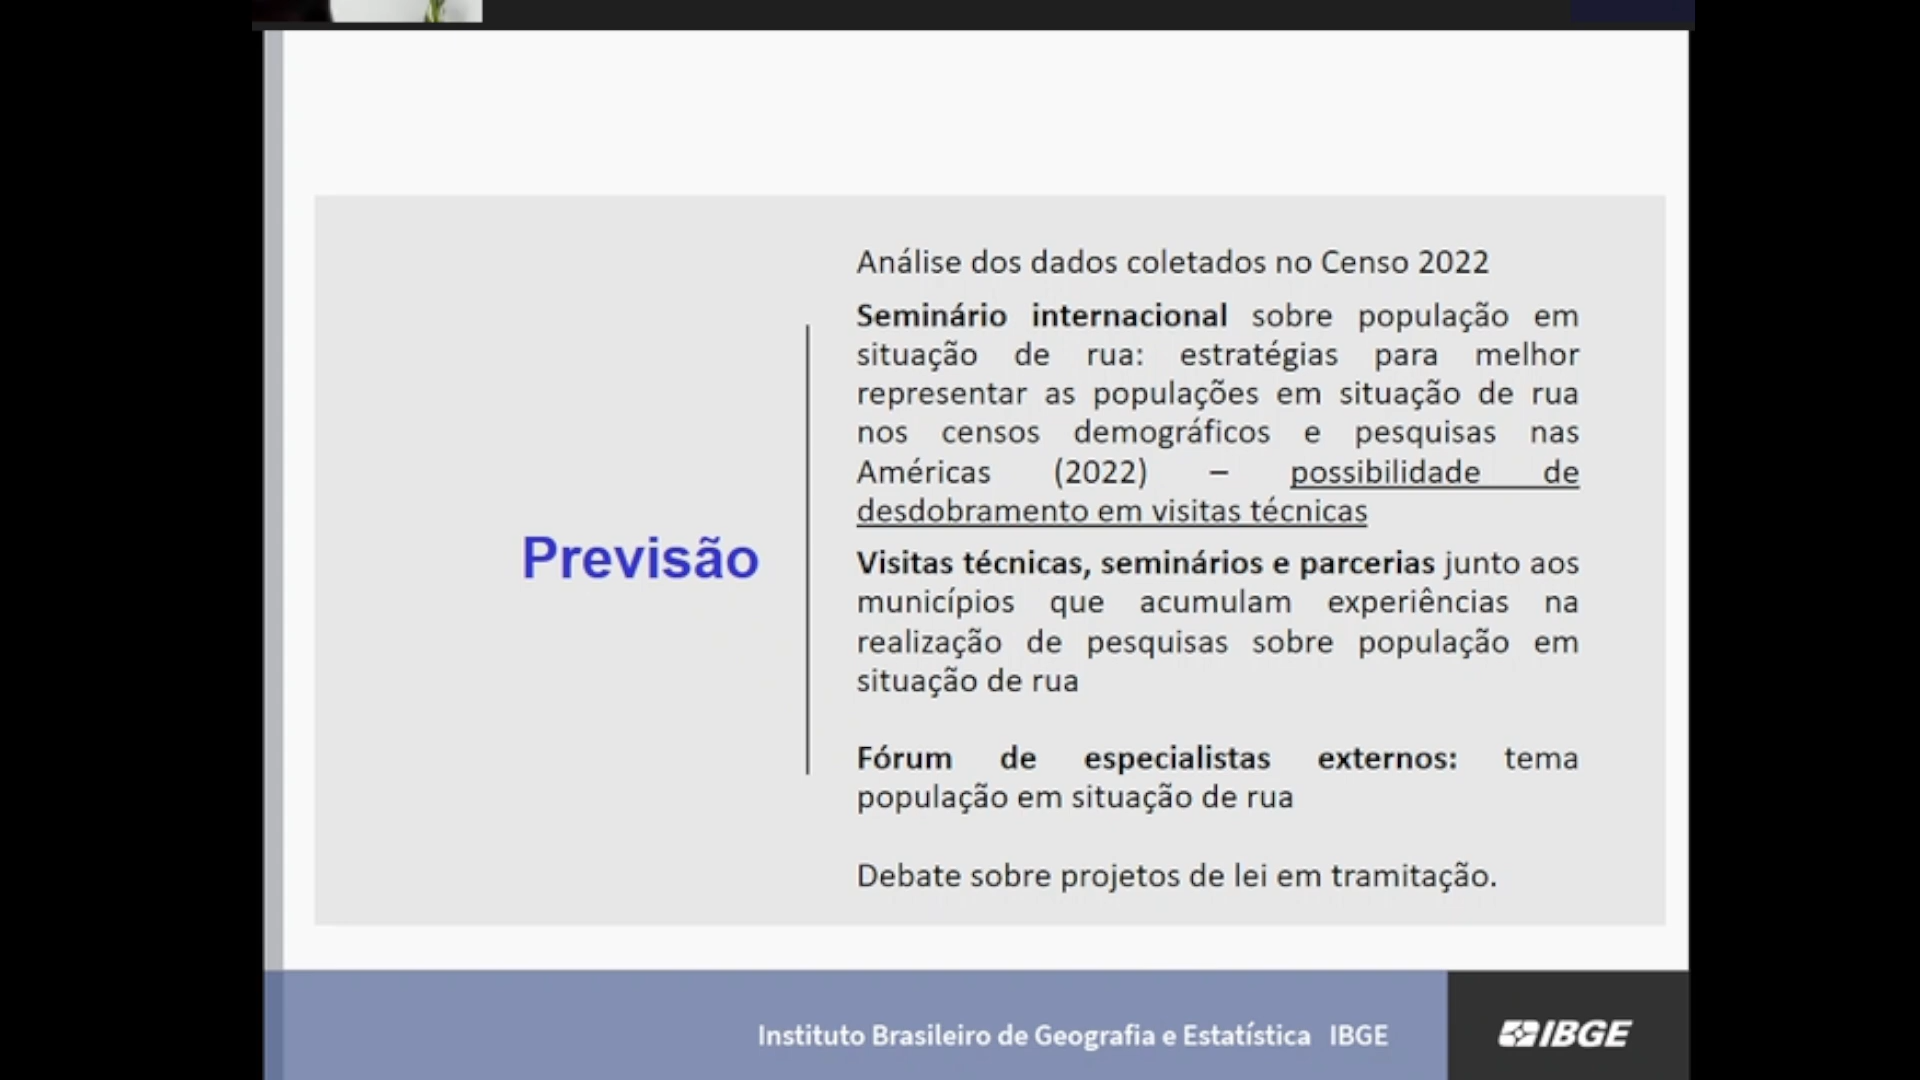 Análise dos dados coletados no Censo 2022
Seminário internacional sobre população em
situação de rua: estratégias para melhor
representar as populações em situação de rua
nos censos demográficos e pesquisas nas
Américas (2022) – possibilidade de
desdobramento em visitas técnicas
Previsão
Visitas técnicas, seminários e parcerias junto aos
municípios que acumulam experiências na
realização de pesquisas sobre população em
situação de rua
Fórum de especialistas externos: tema
população em situação de rua
Debate sobre projetos de lei em tramitação.
Instituto Brasileiro de Geografia e Estatística IBGE
IBGE